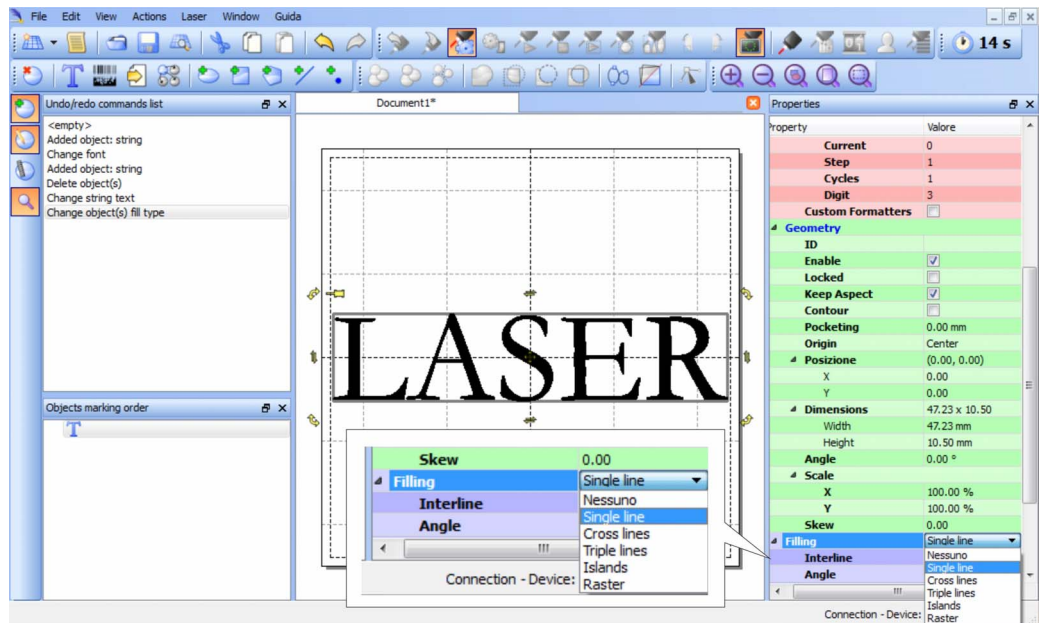 File Edit View Actions Laser Window Guida
14 s
Undo/redo commands list
<empty>
Added object: string
Change font
Added object: string
Delete object(s)
Change string text
Change object(s) fill type
Objects marking order
T
Document1*
LASER
Properties
Property Valore
Current 0
Step 1
Cycles 1
Digit 3
Custom Formatters
Geometry
ID
Enable
Locked
Keep Aspect
Contour
Pocketing 0.00 mm
Origin Center
Posizione (0.00, 0.00)
X 0.00
Y 0.00
Dimensions 47.23 x 10.50
Width 47.23 mm
Height 10.50 mm
Angle 0.00 °
Scale
X 100.00 %
Y 100.00 %
Skew 0.00
Filling Single line
Interline Nessuno
Single line
Angle Cross lines
Triple lines
Islands
Connection - Device: Raster
Skew 0.00
Filling Single line
Interline Nessuno
Single line
Angle Cross lines
Triple lines
Islands
Connection - Device: Raster